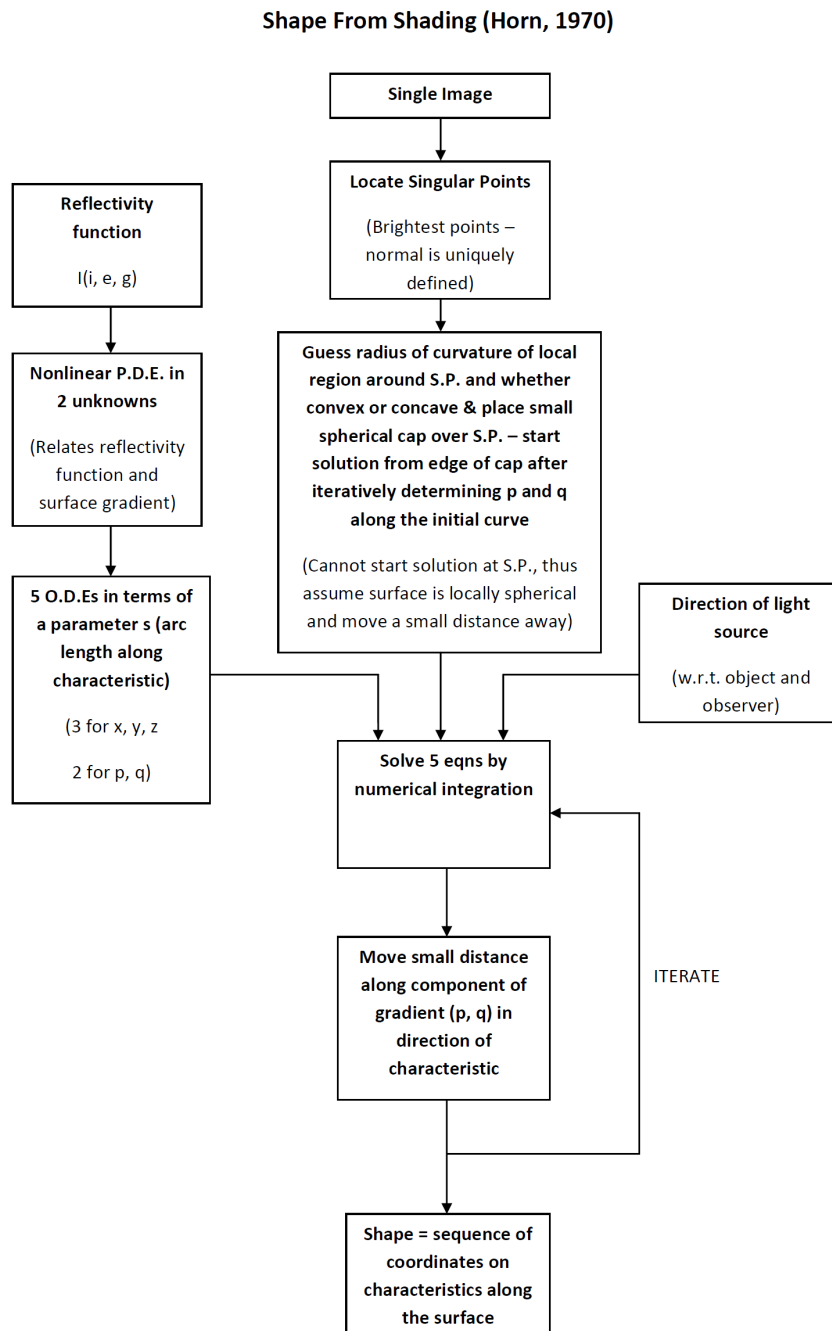 Shape From Shading (Horn, 1970)
Single Image
Locate Singular Points
(Brightest points –
normal is uniquely
defined)
Reflectivity
function
I(i, e, g)
Nonlinear P.D.E. in
2 unknowns
(Relates reflectivity
function and
surface gradient)
Guess radius of curvature of local
region around S.P. and whether
convex or concave & place small
spherical cap over S.P. – start
solution from edge of cap after
iteratively determining p and q
along the initial curve
(Cannot start solution at S.P., thus
assume surface is locally spherical
and move a small distance away)
5 O.D.Es in terms of
a parameter s (arc
length along
characteristic)
(3 for x, y, z
2 for p, q)
Direction of light
source
(w.r.t. object and
observer)
Solve 5 eqns by
numerical integration
Move small distance
along component of
gradient (p, q) in
direction of
characteristic
ITERATE
Shape = sequence of
coordinates on
characteristics along
the surface